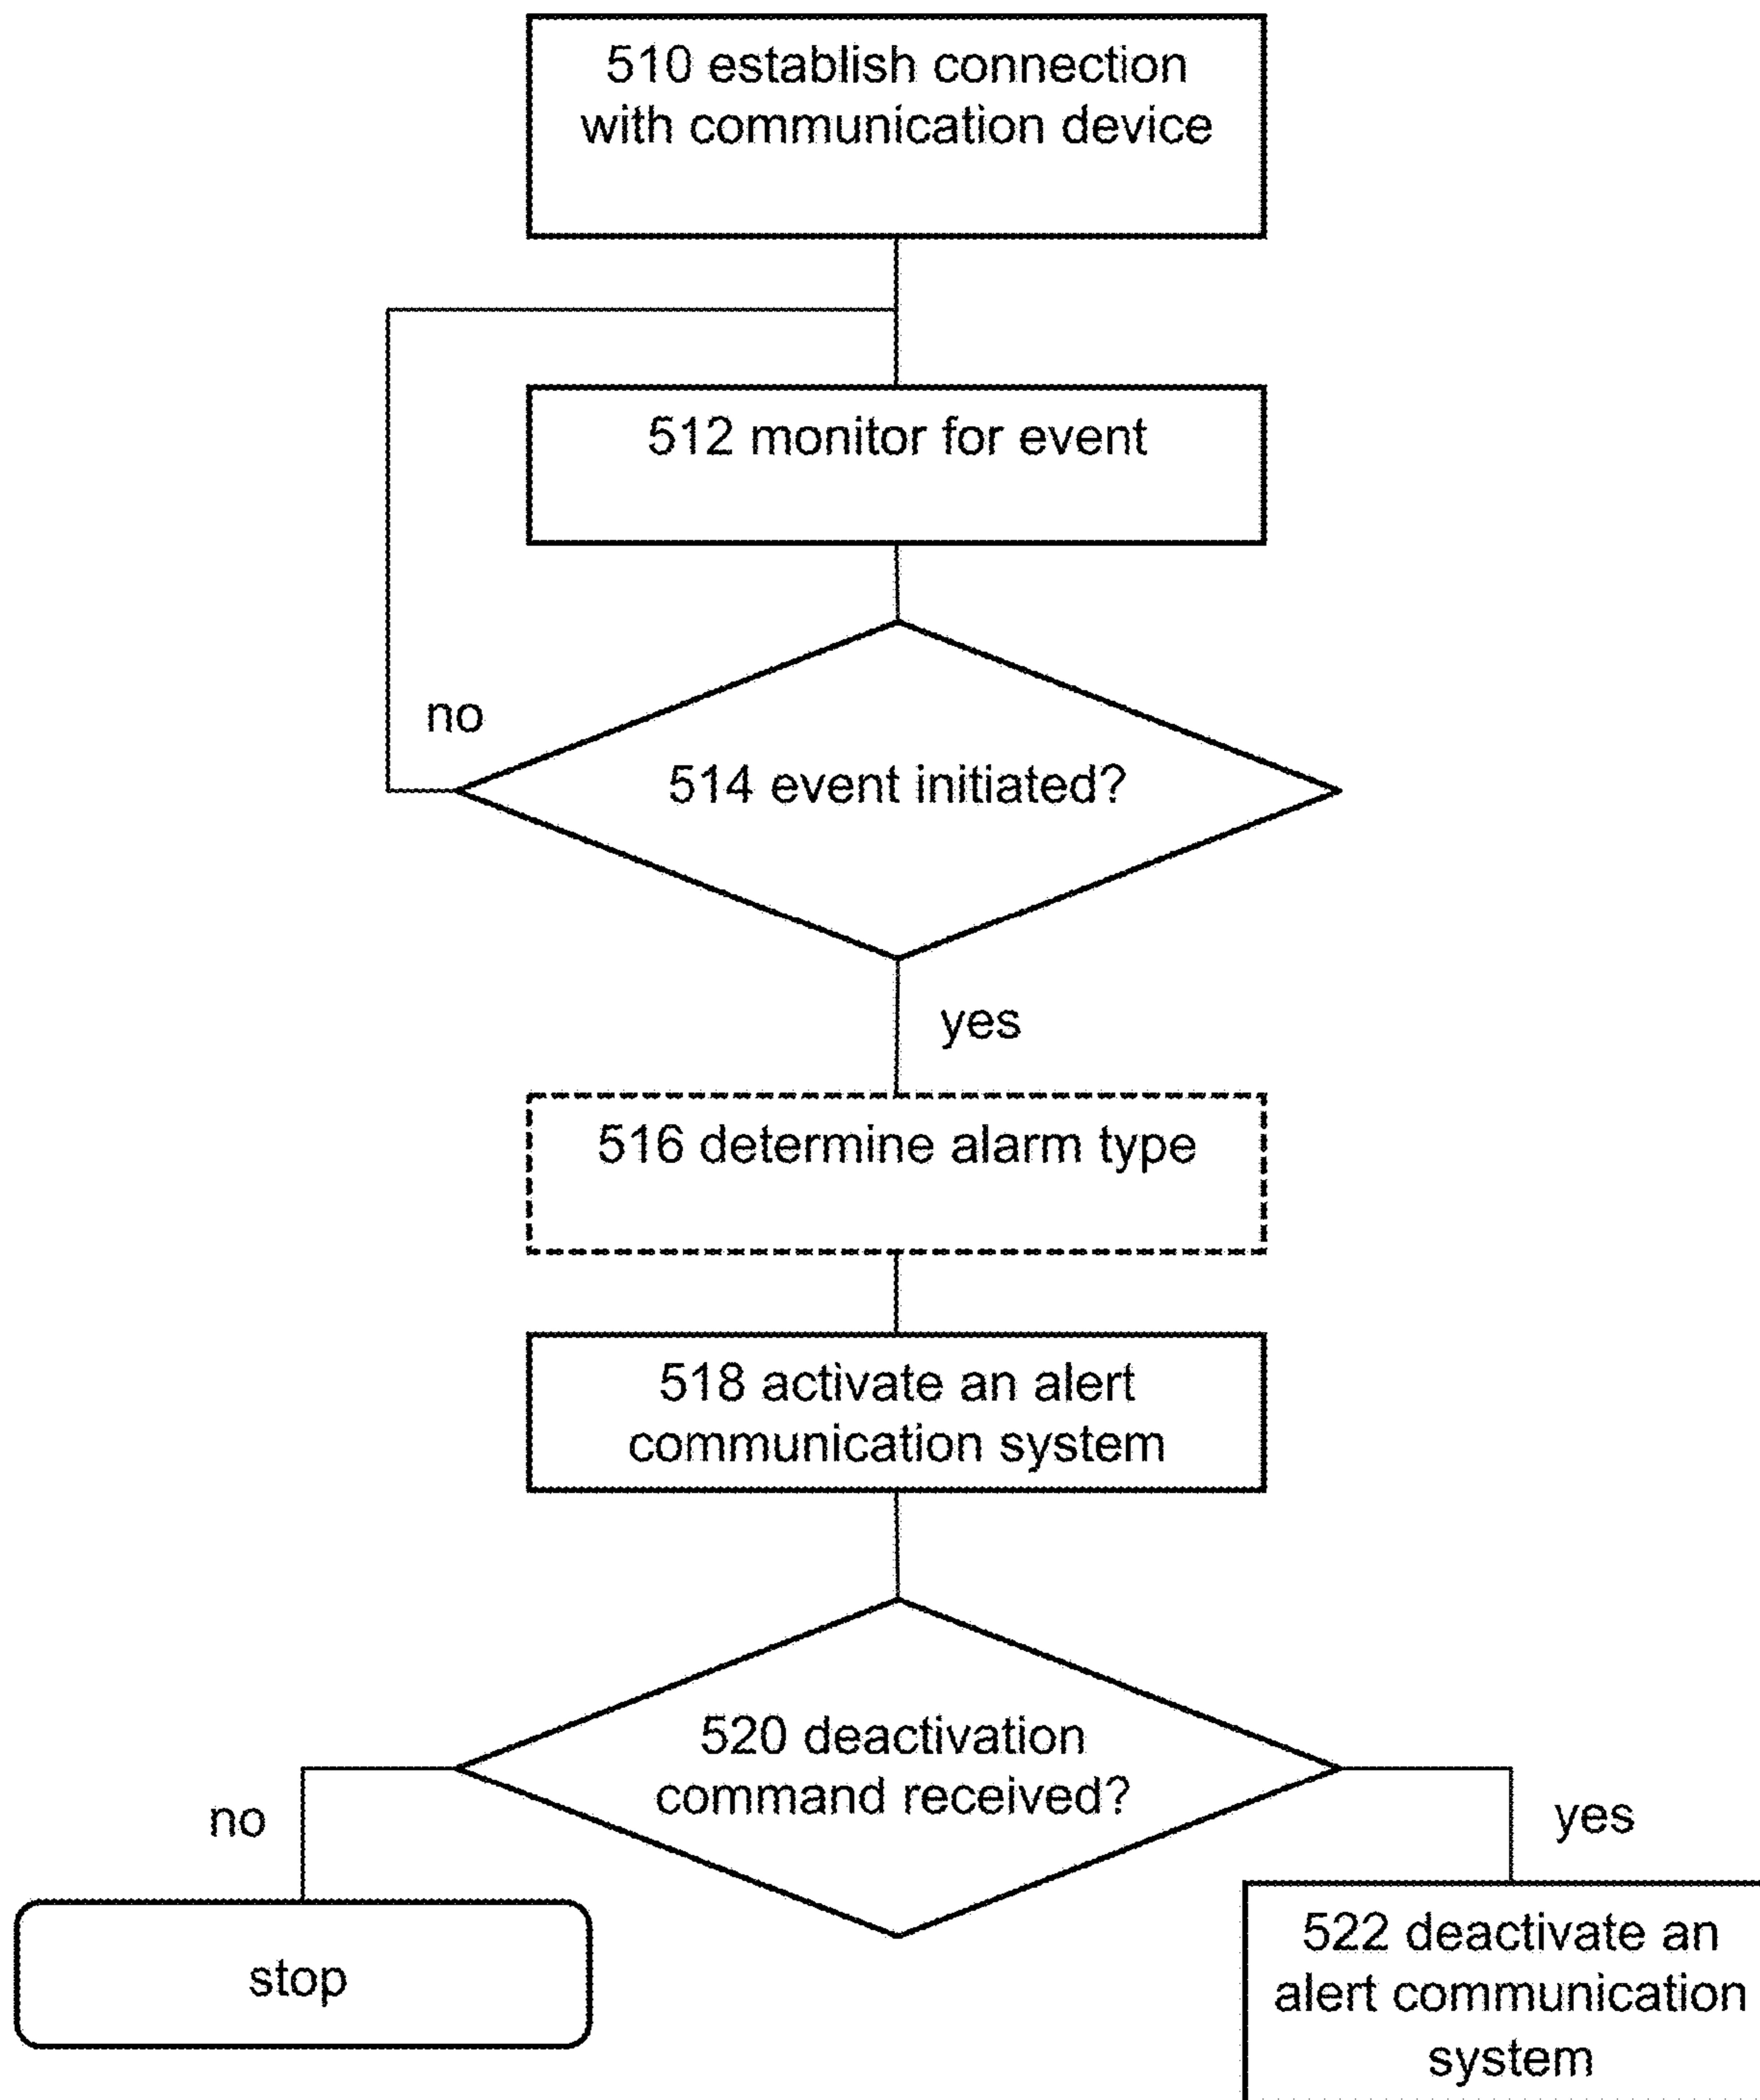 510 establish connection
with communication device
512 monitor for event
no
514 event initiated?
yes
516 determine alarm type
518 activate an alert
communication system
520 deactivation
command received?
no
yes
stop
522 deactivate an
alert communication
system